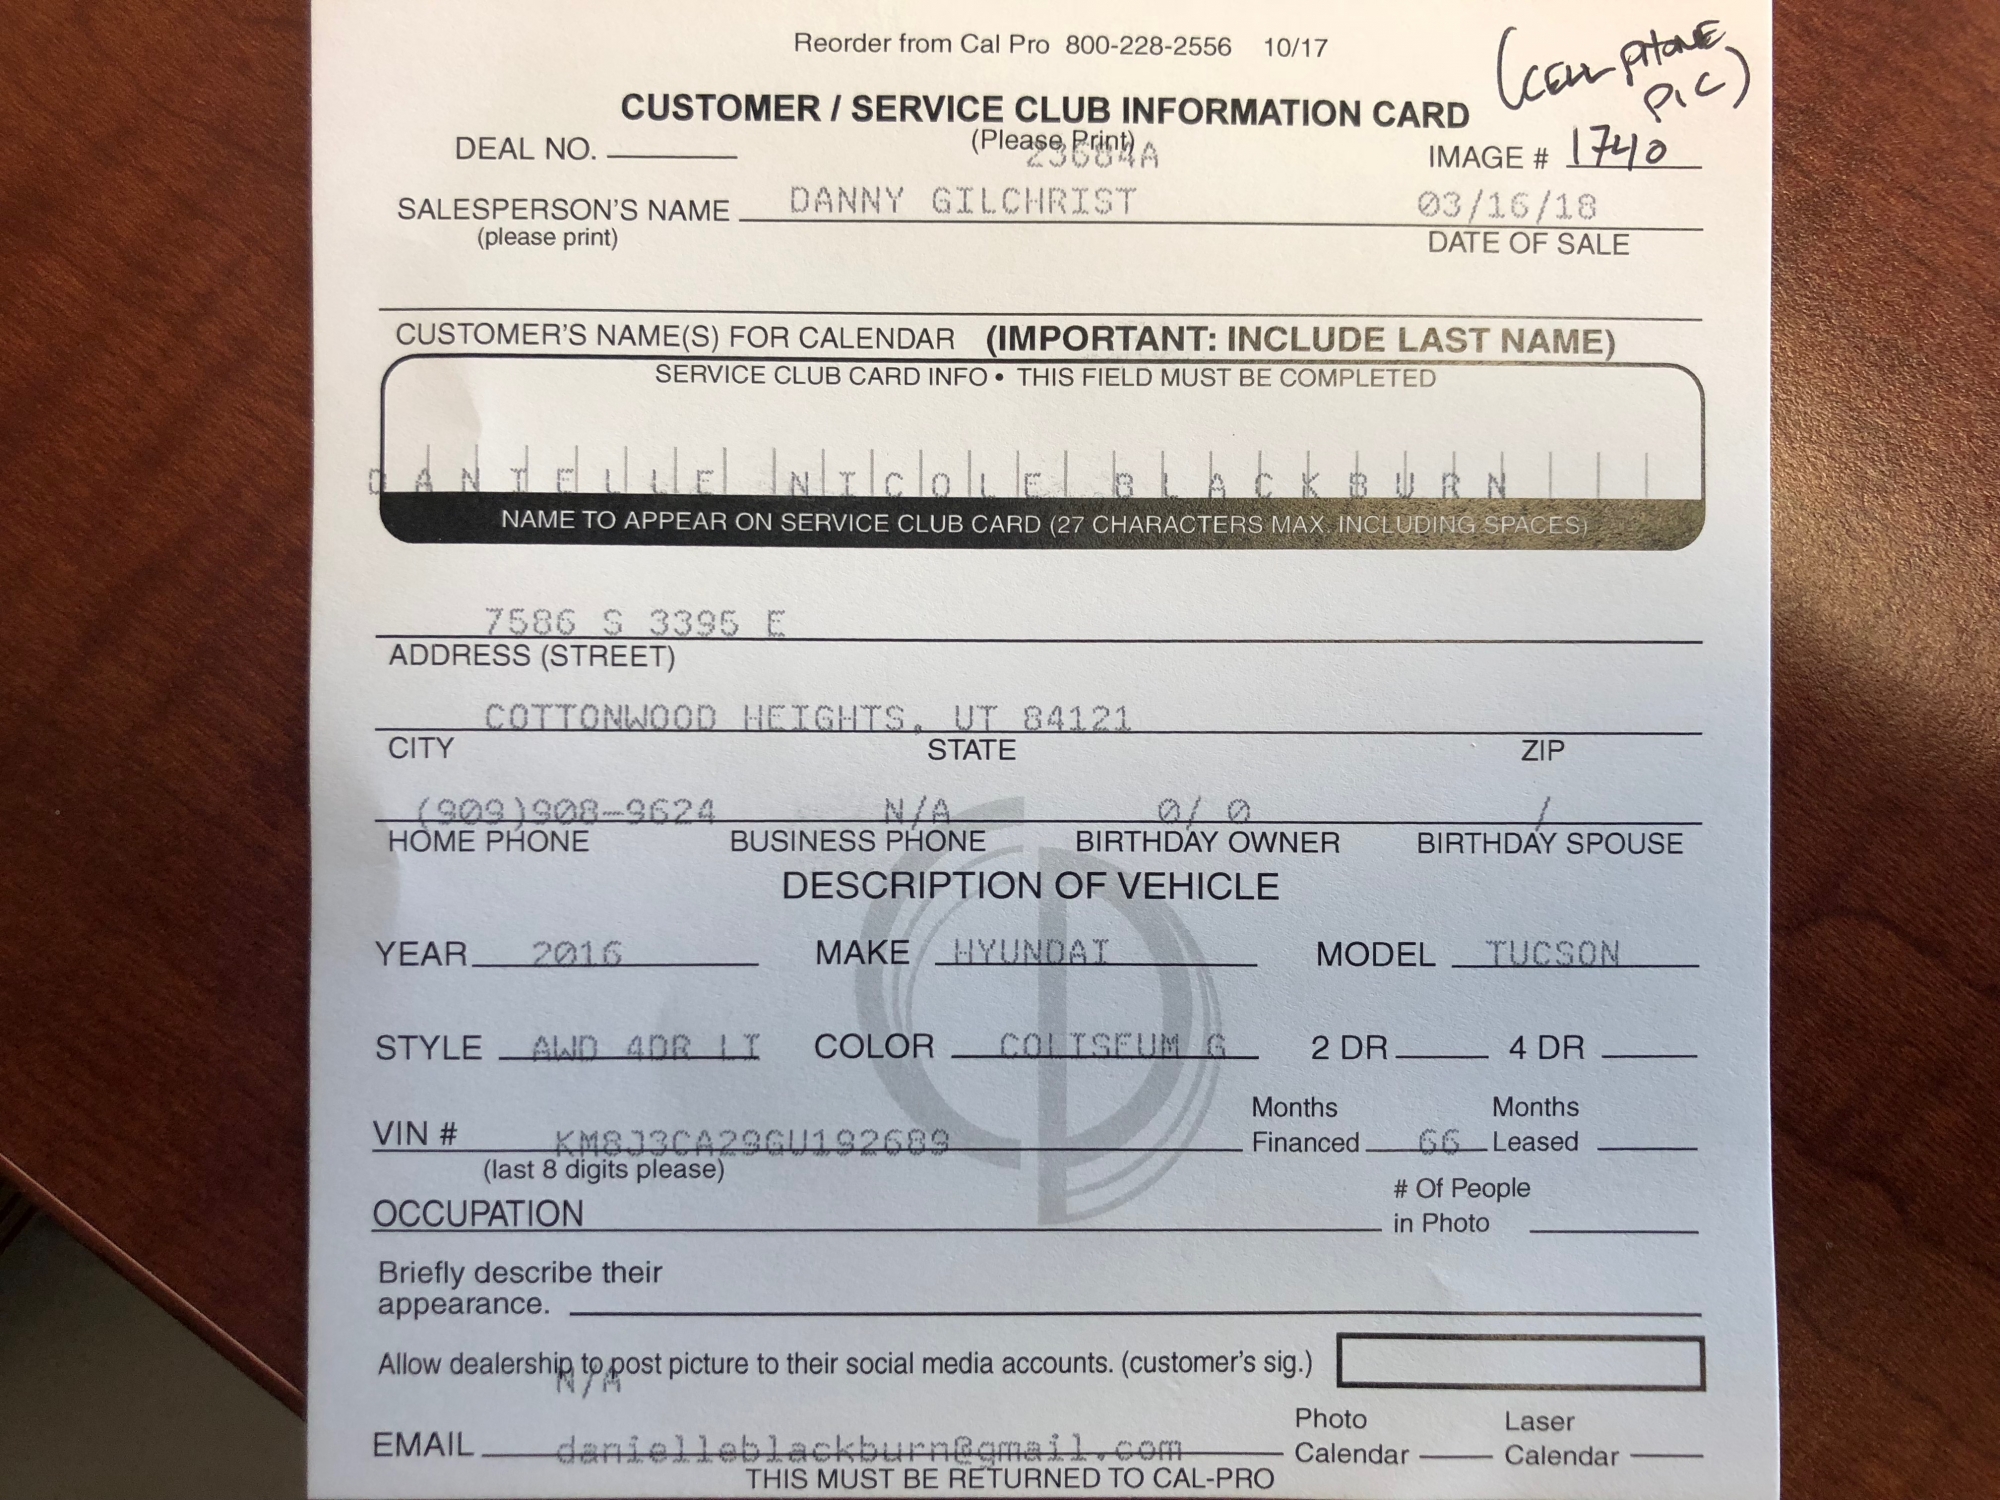 Reorder from Cal Pro 800-228-2556 10/17
(CELL PHONE PIC)
CUSTOMER / SERVICE CLUB INFORMATION CARD
(Please Print)
DEAL NO. 23684A IMAGE # 1740
SALESPERSON'S NAME DANNY GILCHRIST 03/16/18
(please print) DATE OF SALE
CUSTOMER'S NAME(S) FOR CALENDAR (IMPORTANT: INCLUDE LAST NAME)
SERVICE CLUB CARD INFO • THIS FIELD MUST BE COMPLETED
DANIELLE NICOLE BLACKBURN
NAME TO APPEAR ON SERVICE CLUB CARD (27 CHARACTERS MAX. INCLUDING SPACES)
7586 S 3395 E
ADDRESS (STREET)
COTTONWOOD HEIGHTS, UT 84121
CITY STATE ZIP
(909)908-9624 N/A 0/ 0 /
HOME PHONE BUSINESS PHONE BIRTHDAY OWNER BIRTHDAY SPOUSE
DESCRIPTION OF VEHICLE
YEAR 2016 MAKE HYUNDAI MODEL TUCSON
STYLE AWD 4DR LI COLOR COLISEUM G 2 DR 4 DR
VIN # KM8J3CA29GU192689 Months Financed 66 Months Leased
(last 8 digits please)
OCCUPATION # Of People in Photo
Briefly describe their
appearance.
Allow dealership to post picture to their social media accounts. (customer's sig.)
N/A
EMAIL danielleblackburn@gmail.com Photo Calendar Laser Calendar
THIS MUST BE RETURNED TO CAL-PRO